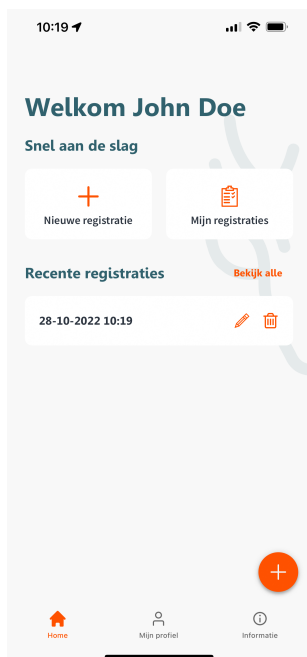 10:19
Welkom John Doe
Snel aan de slag
Nieuwe registratie
Mijn registraties
Recente registraties
Bekijk alle
28-10-2022 10:19
Home
Mijn profiel
Informatie